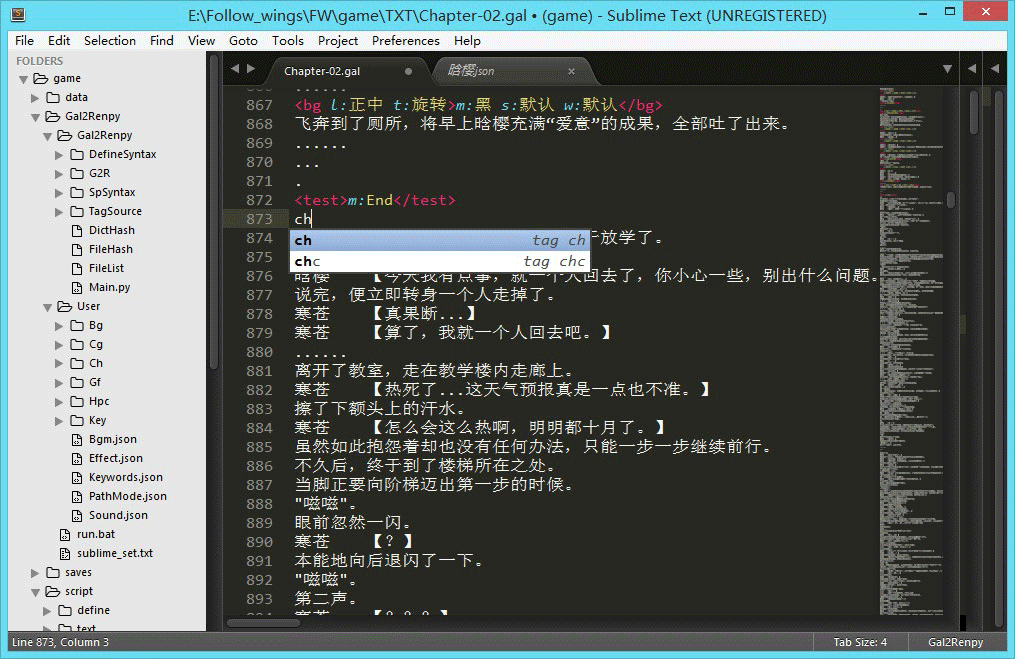 E:\Follow_wings\FW\game\TXT\Chapter-02.gal • (game) - Sublime Text (UNREGISTERED)
File Edit Selection Find View Goto Tools Project Preferences Help
FOLDERS
game
data
Gal2Renpy
Gal2Renpy
DefineSyntax
G2R
SpSyntax
TagSource
DictHash
FileHash
FileList
Main.py
User
Bg
Cg
Ch
Gf
Hpc
Key
Bgm.json
Effect.json
Keywords.json
PathMode.json
Sound.json
run.bat
sublime_set.txt
saves
script
define
text
Chapter-02.gal
晗樱json
......
867 <bg l:正中 t:旋转>m:黑 s:默认 w:默认</bg>
868 飞奔到了厕所，将早上晗樱充满“爱意”的成果，全部吐了出来。
869 ......
870 ...
871 .
872 <test>m:End</test>
873 ch
874 放学了。
ch tag ch
chc tag chc
876 晗樱 【今天我有点事，就一个人回去了，你小心一些，别出什么问题。
877 说完，便立即转身一个人走掉了。
878 寒苍 【真果断...】
879 寒苍 【算了，我就一个人回去吧。】
880 ......
881 离开了教室，走在教学楼内走廊上。
882 寒苍 【热死了...这天气预报真是一点也不准。】
883 擦了下额头上的汗水。
884 寒苍 【怎么会这么热啊，明明都十月了。】
885 虽然如此抱怨着却也没有任何办法，只能一步一步继续前行。
886 不久后，终于到了楼梯所在之处。
887 当脚正要向阶梯迈出第一步的时候。
888 "嗞嗞"。
889 眼前忽然一闪。
890 寒苍 【？】
891 本能地向后退闪了一下。
892 "嗞嗞"。
893 第二声。
894 寒苍 【？？？】
Line 873, Column 3
Tab Size: 4
Gal2Renpy